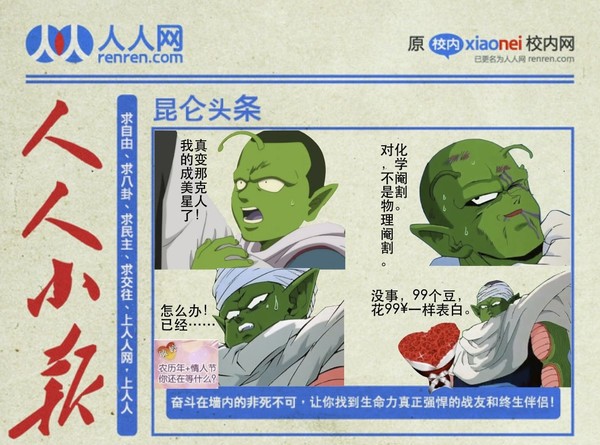 人人网
renren.com
原 校内 xiaonei 校内网
已更名为人人网 renren.com
人人小报
求自由、求八卦、求民主、求交往、上人人网，上人人
昆仑头条
真变那克人！
我的成美星了
化学阉割。
对，不是物理阉割。
怎么办！
已经……
农历年+情人节
你还在等什么?
没事，99个豆，
花99¥一样表白。
奋斗在墙内的非死不可，让你找到生命力真正强悍的战友和终生伴侣！